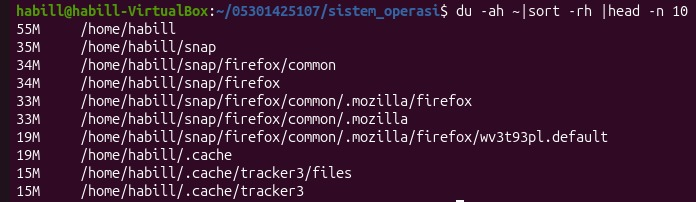 habill@habill-VirtualBox:~/05301425107/sistem_operasi$ du -ah ~|sort -rh |head -n 10
55M /home/habill
35M /home/habill/snap
34M /home/habill/snap/firefox/common
34M /home/habill/snap/firefox
33M /home/habill/snap/firefox/common/.mozilla/firefox
33M /home/habill/snap/firefox/common/.mozilla
19M /home/habill/snap/firefox/common/.mozilla/firefox/wv3t93pl.default
19M /home/habill/.cache
15M /home/habill/.cache/tracker3/files
15M /home/habill/.cache/tracker3